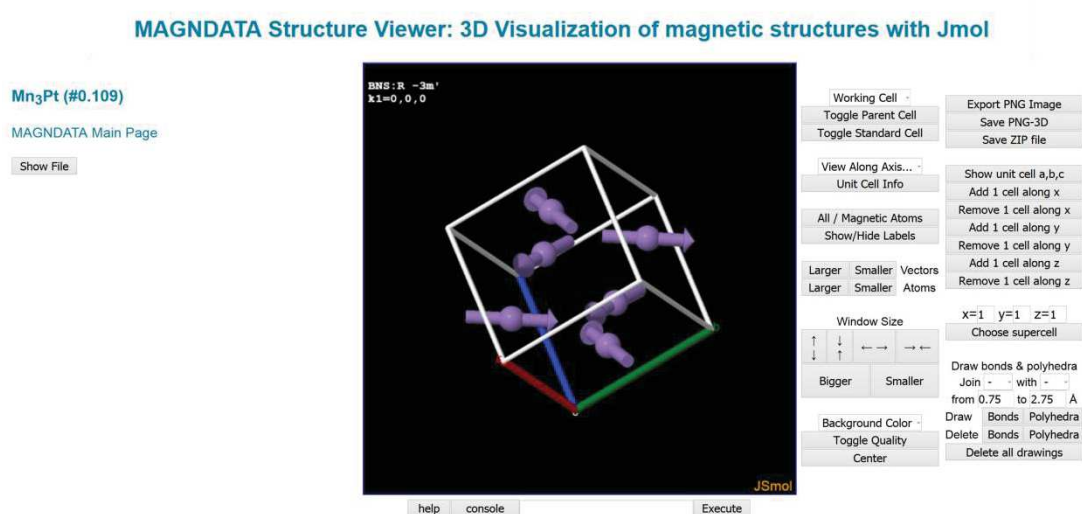 MAGNDATA Structure Viewer: 3D Visualization of magnetic structures with Jmol
Mn₃Pt (#0.109)
MAGNDATA Main Page
Show File
BNS:R -3m'
k1=0,0,0
JSmol
help console Execute
Working Cell
Toggle Parent Cell
Toggle Standard Cell
View Along Axis...
Unit Cell Info
All / Magnetic Atoms
Show/Hide Labels
Larger Smaller Vectors
Larger Smaller Atoms
Window Size
↑ ↓ ←→ →←
↓ ↑
Bigger Smaller
Background Color
Toggle Quality
Center
Export PNG Image
Save PNG-3D
Save ZIP file
Show unit cell a,b,c
Add 1 cell along x
Remove 1 cell along x
Add 1 cell along y
Remove 1 cell along y
Add 1 cell along z
Remove 1 cell along z
x=1 y=1 z=1
Choose supercell
Draw bonds & polyhedra
Join - with -
from 0.75 to 2.75 Å
Draw Bonds Polyhedra
Delete Bonds Polyhedra
Delete all drawings